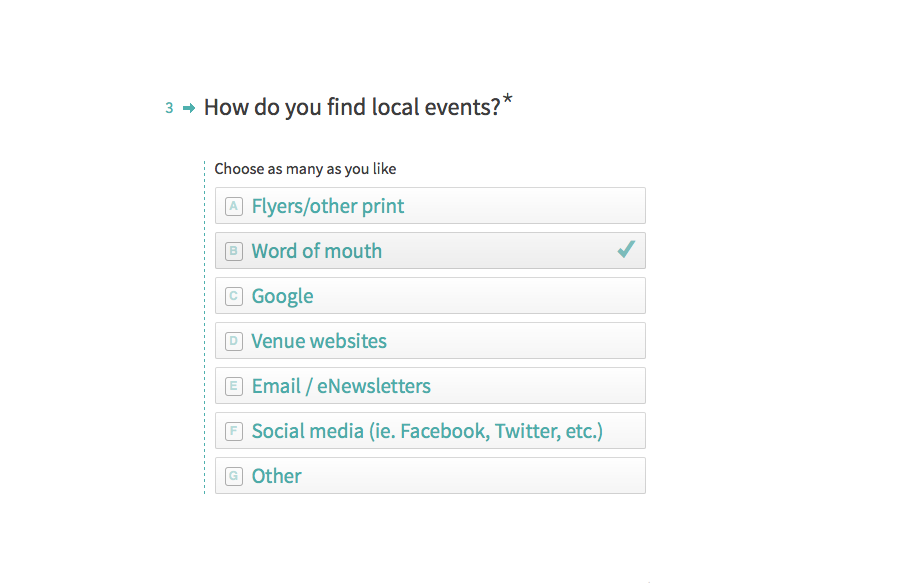 3 → How do you find local events?*
Choose as many as you like
A Flyers/other print
B Word of mouth ✓
C Google
D Venue websites
E Email / eNewsletters
F Social media (ie. Facebook, Twitter, etc.)
G Other